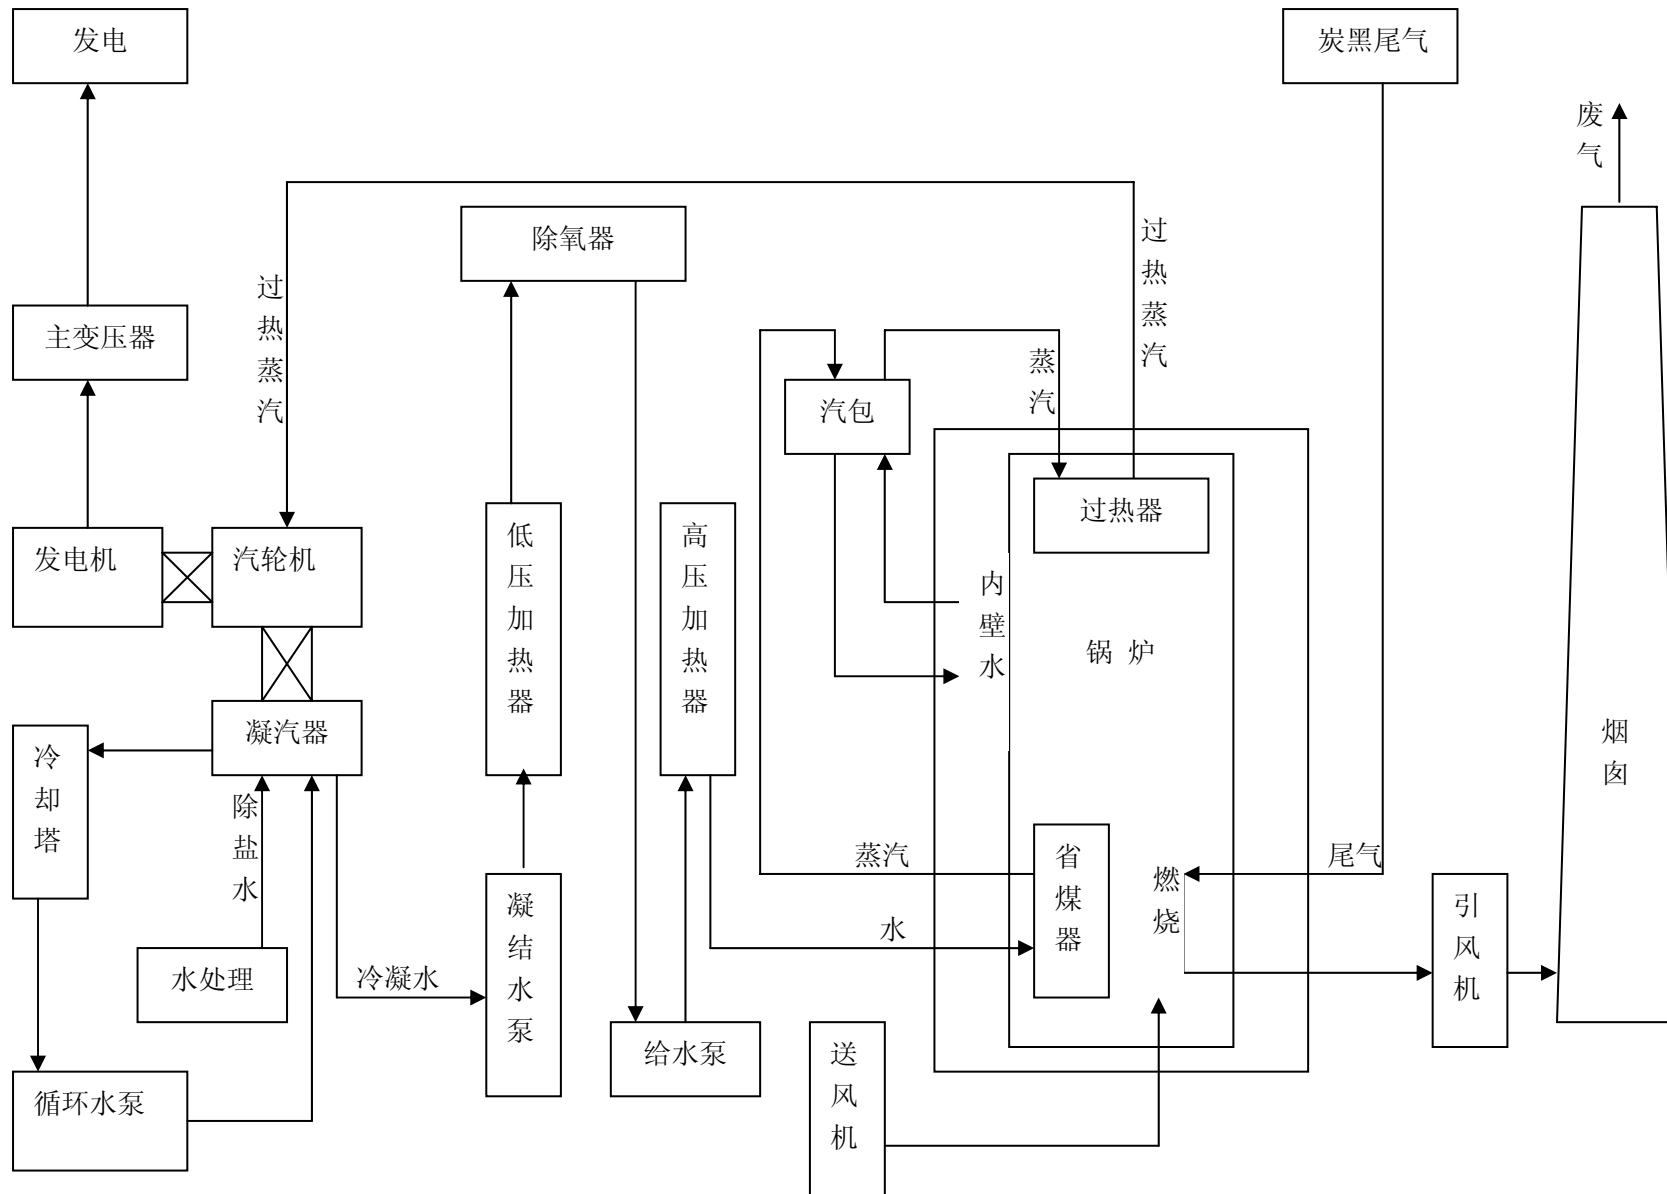 发电
炭黑尾气
废气
过热蒸汽
除氧器
过热蒸汽
主变压器
蒸汽
汽包
过热器
发电机
汽轮机
低压加热器
高压加热器
内壁水
锅 炉
凝汽器
冷却塔
烟囱
除盐水
蒸汽
省煤器
燃烧
尾气
凝结水泵
水
引风机
水处理
冷凝水
给水泵
送风机
循环水泵